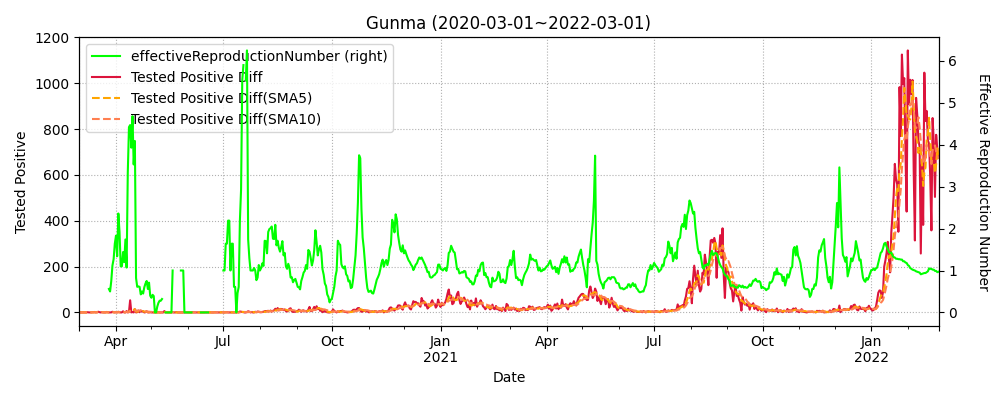 Gunma (2020-03-01~2022-03-01)
effectiveReproductionNumber (right)
Tested Positive Diff
Tested Positive Diff(SMA5)
Tested Positive Diff(SMA10)
Tested Positive
1200
1000
800
600
400
200
0
Effective Reproduction Number
6
5
4
3
2
1
0
Apr Jul Oct Jan Apr Jul Oct Jan
2021 2022
Date